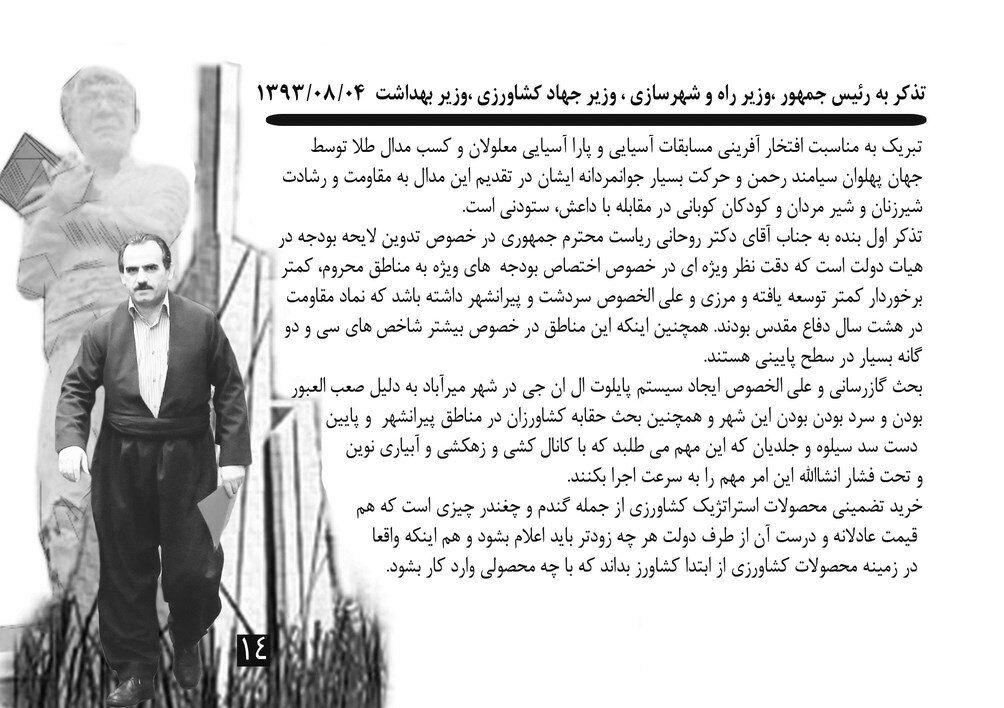 تذکر به رئیس جمهور ،وزیر راه و شهرسازی ، وزیر جهاد کشاورزی ،وزیر بهداشت ۱۳۹۳/۰۸/۰۴
تبریک به مناسبت افتخار آفرینی مسابقات آسیایی و پارا آسیایی معلولان و کسب مدال طلا توسط
جهان پهلوان سیامند رحمن و حرکت بسیار جوانمردانه ایشان در تقدیم این مدال به مقاومت و رشادت
شیرزنان و شیر مردان و کودکان کوبانی در مقابله با داعش، ستودنی است.
تذکر اول بنده به جناب آقای دکتر روحانی ریاست محترم جمهوری در خصوص تدوین لایحه بودجه در
هیات دولت است که دقت نظر ویژه ای در خصوص اختصاص بودجه های ویژه به مناطق محروم، کمتر
برخوردار کمتر توسعه یافته و مرزی و علی الخصوص سردشت و پیرانشهر داشته باشد که نماد مقاومت
در هشت سال دفاع مقدس بودند. همچنین اینکه این مناطق در خصوص بیشتر شاخص های سی و دو
گانه بسیار در سطح پایینی هستند.
بحث گازرسانی و علی الخصوص ایجاد سیستم پایلوت ال ان جی در شهر میرآباد به دلیل صعب العبور
بودن و سرد بودن بودن این شهر و همچنین بحث حقابه کشاورزان در مناطق پیرانشهر و پایین
دست سد سیلوه و جلدیان که این مهم می طلبد که با کانال کشی و زهکشی و آبیاری نوین
و تحت فشار انشاالله این امر مهم را به سرعت اجرا بکنند.
خرید تضمینی محصولات استراتژیک کشاورزی از جمله گندم و چغندر چیزی است که هم
قیمت عادلانه و درست آن از طرف دولت هر چه زودتر باید اعلام بشود و هم اینکه واقعا
در زمینه محصولات کشاورزی از ابتدا کشاورز بداند که با چه محصولی وارد کار بشود.
١٤